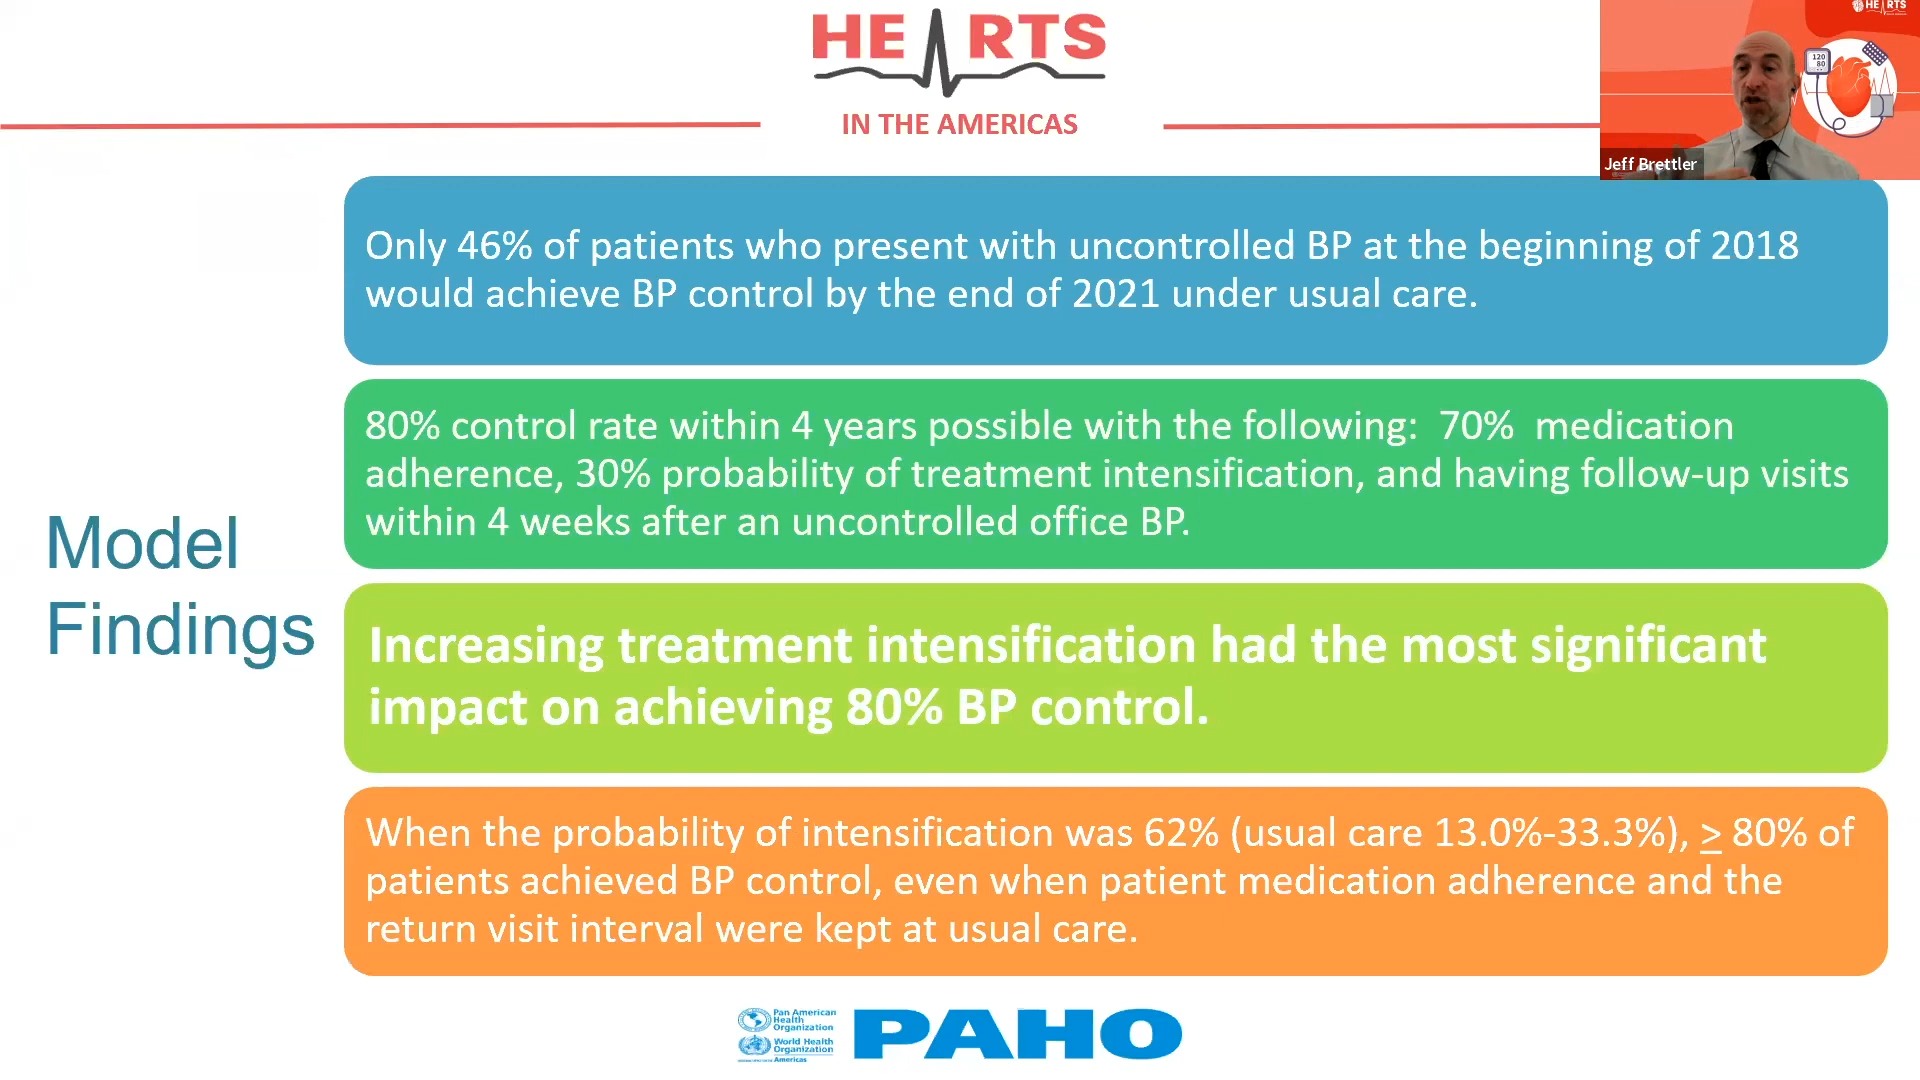 HEARTS
IN THE AMERICAS
HE RTS
120
80
Jeff Brettler
Only 46% of patients who present with uncontrolled BP at the beginning of 2018
would achieve BP control by the end of 2021 under usual care.
80% control rate within 4 years possible with the following:  70%  medication
adherence, 30% probability of treatment intensification, and having follow-up visits
within 4 weeks after an uncontrolled office BP.
Model
Findings
Increasing treatment intensification had the most significant
impact on achieving 80% BP control.
When the probability of intensification was 62% (usual care 13.0%-33.3%), ≥ 80% of
patients achieved BP control, even when patient medication adherence and the
return visit interval were kept at usual care.
Pan American
Health
Organization
World Health
Organization
Americas
PAHO